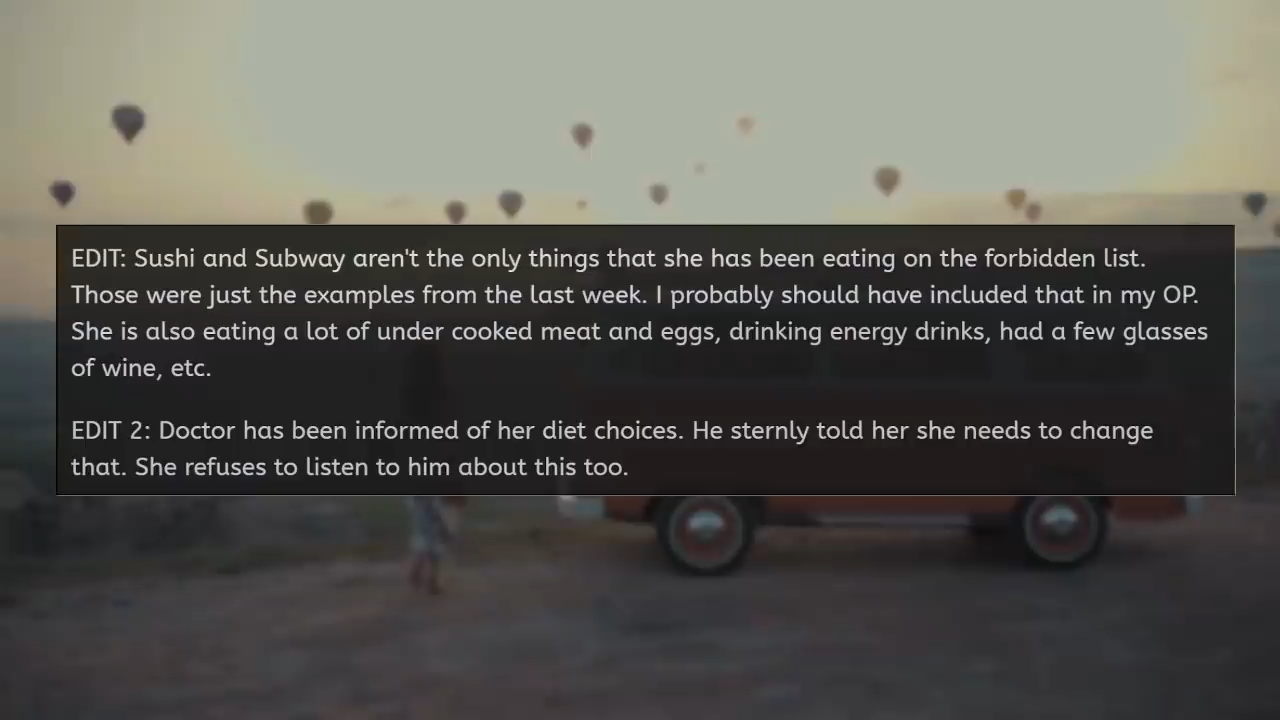 EDIT: Sushi and Subway aren't the only things that she has been eating on the forbidden list.
Those were just the examples from the last week. I probably should have included that in my OP.
She is also eating a lot of under cooked meat and eggs, drinking energy drinks, had a few glasses
of wine, etc.
EDIT 2: Doctor has been informed of her diet choices. He sternly told her she needs to change
that. She refuses to listen to him about this too.